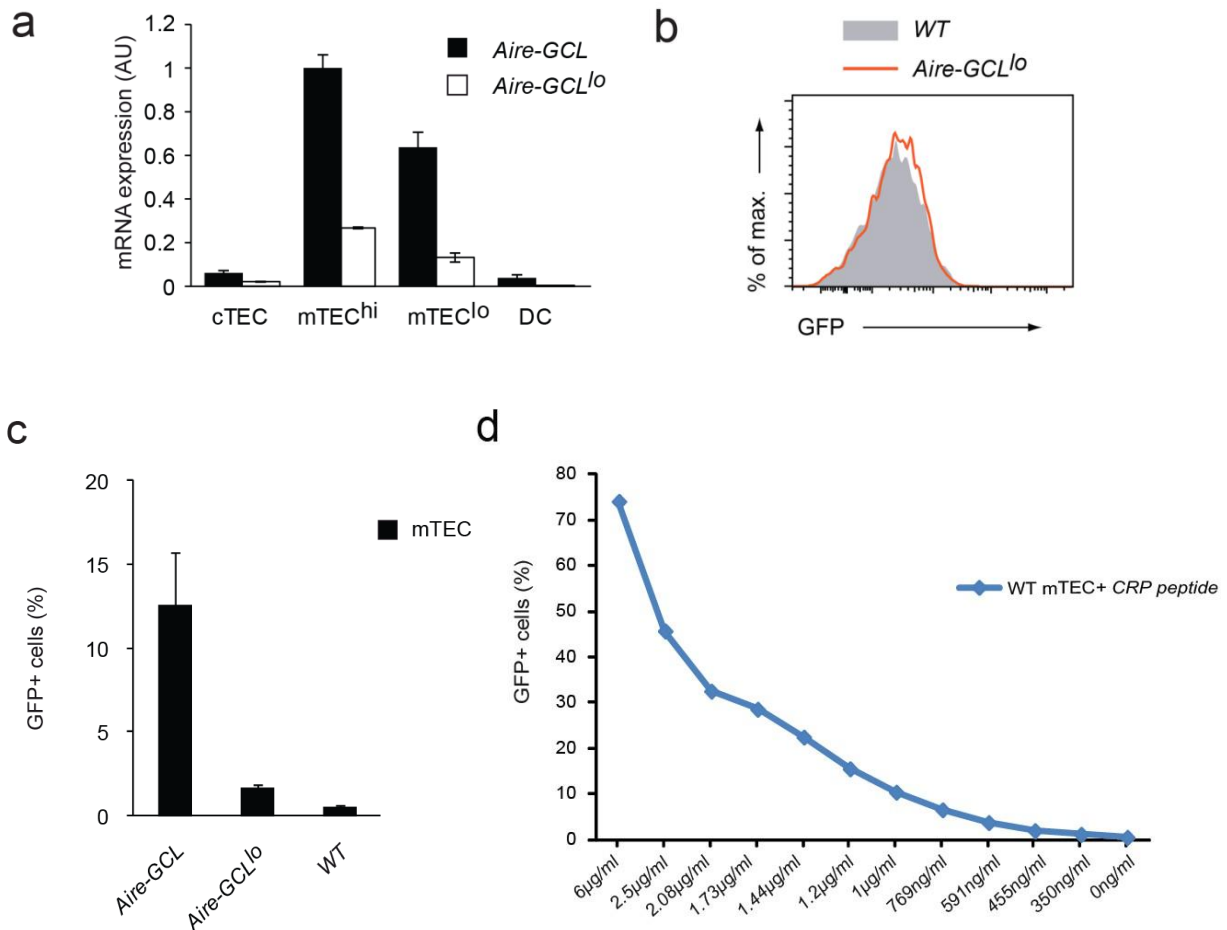 a
mRNA expression (AU)
1.2
1
0.8
0.6
0.4
0.2
0
cTEC mTEChi mTEClo DC
Aire-GCL
Aire-GCLlo
b
WT
Aire-GCLlo
% of max.
GFP
c
GFP+ cells (%)
20
15
10
5
0
mTEC
Aire-GCL
Aire-GCLlo
WT
d
GFP+ cells (%)
80
70
60
50
40
30
20
10
0
WT mTEC+ CRP peptide
6µg/ml
2.5µg/ml
2.08µg/ml
1.73µg/ml
1.44µg/ml
1.2µg/ml
1µg/ml
769ng/ml
591ng/ml
455ng/ml
350ng/ml
0ng/ml